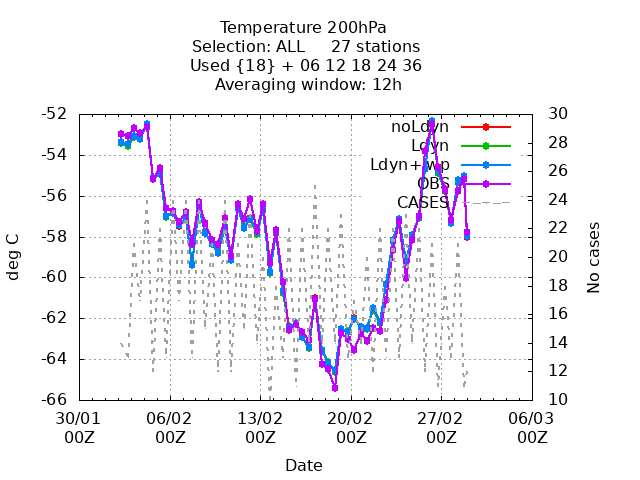 Temperature 200hPa
Selection: ALL 27 stations
Used {18} + 06 12 18 24 36
Averaging window: 12h
-52
-54
-56
-58
-60
-62
-64
-66
deg C
30
28
26
24
22
20
18
16
14
12
10
No cases
noLdyn
Ldyn
OBS
CASES
30/01 06/02 13/02 20/02 27/02 06/03
00Z 00Z 00Z 00Z 00Z 00Z
Date